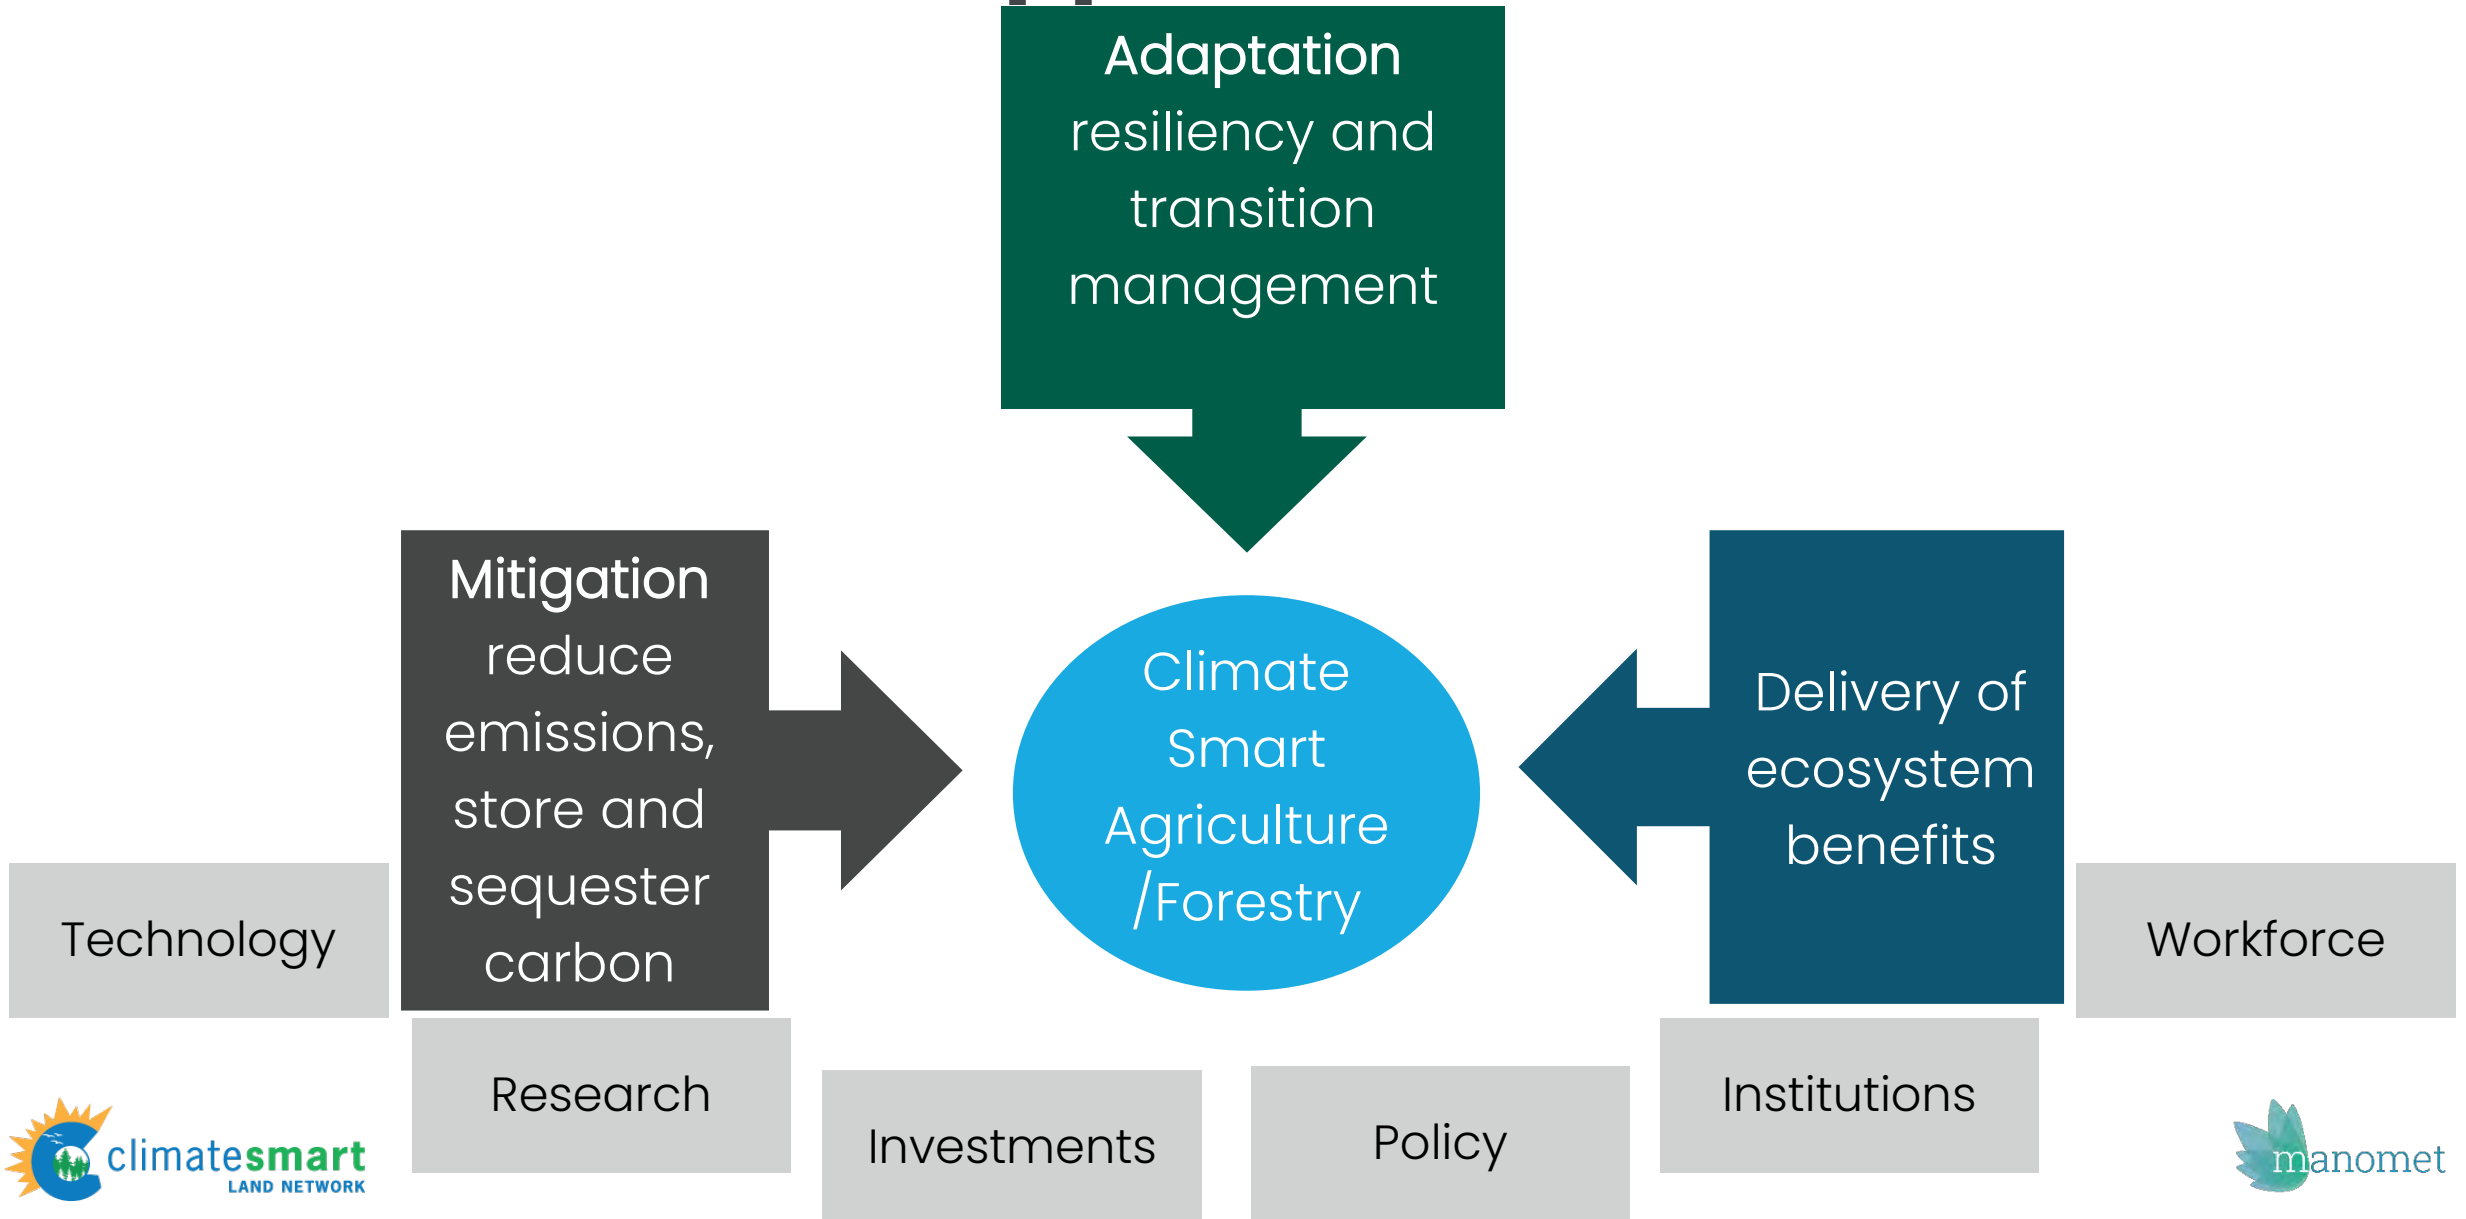 Adaptation
resiliency and
transition
management
Mitigation
reduce
emissions,
store and
sequester
carbon
Climate
Smart
Agriculture
/Forestry
Delivery of
ecosystem
benefits
Technology
Workforce
Research
Institutions
Investments
Policy
climatesmart
LAND NETWORK
manomet